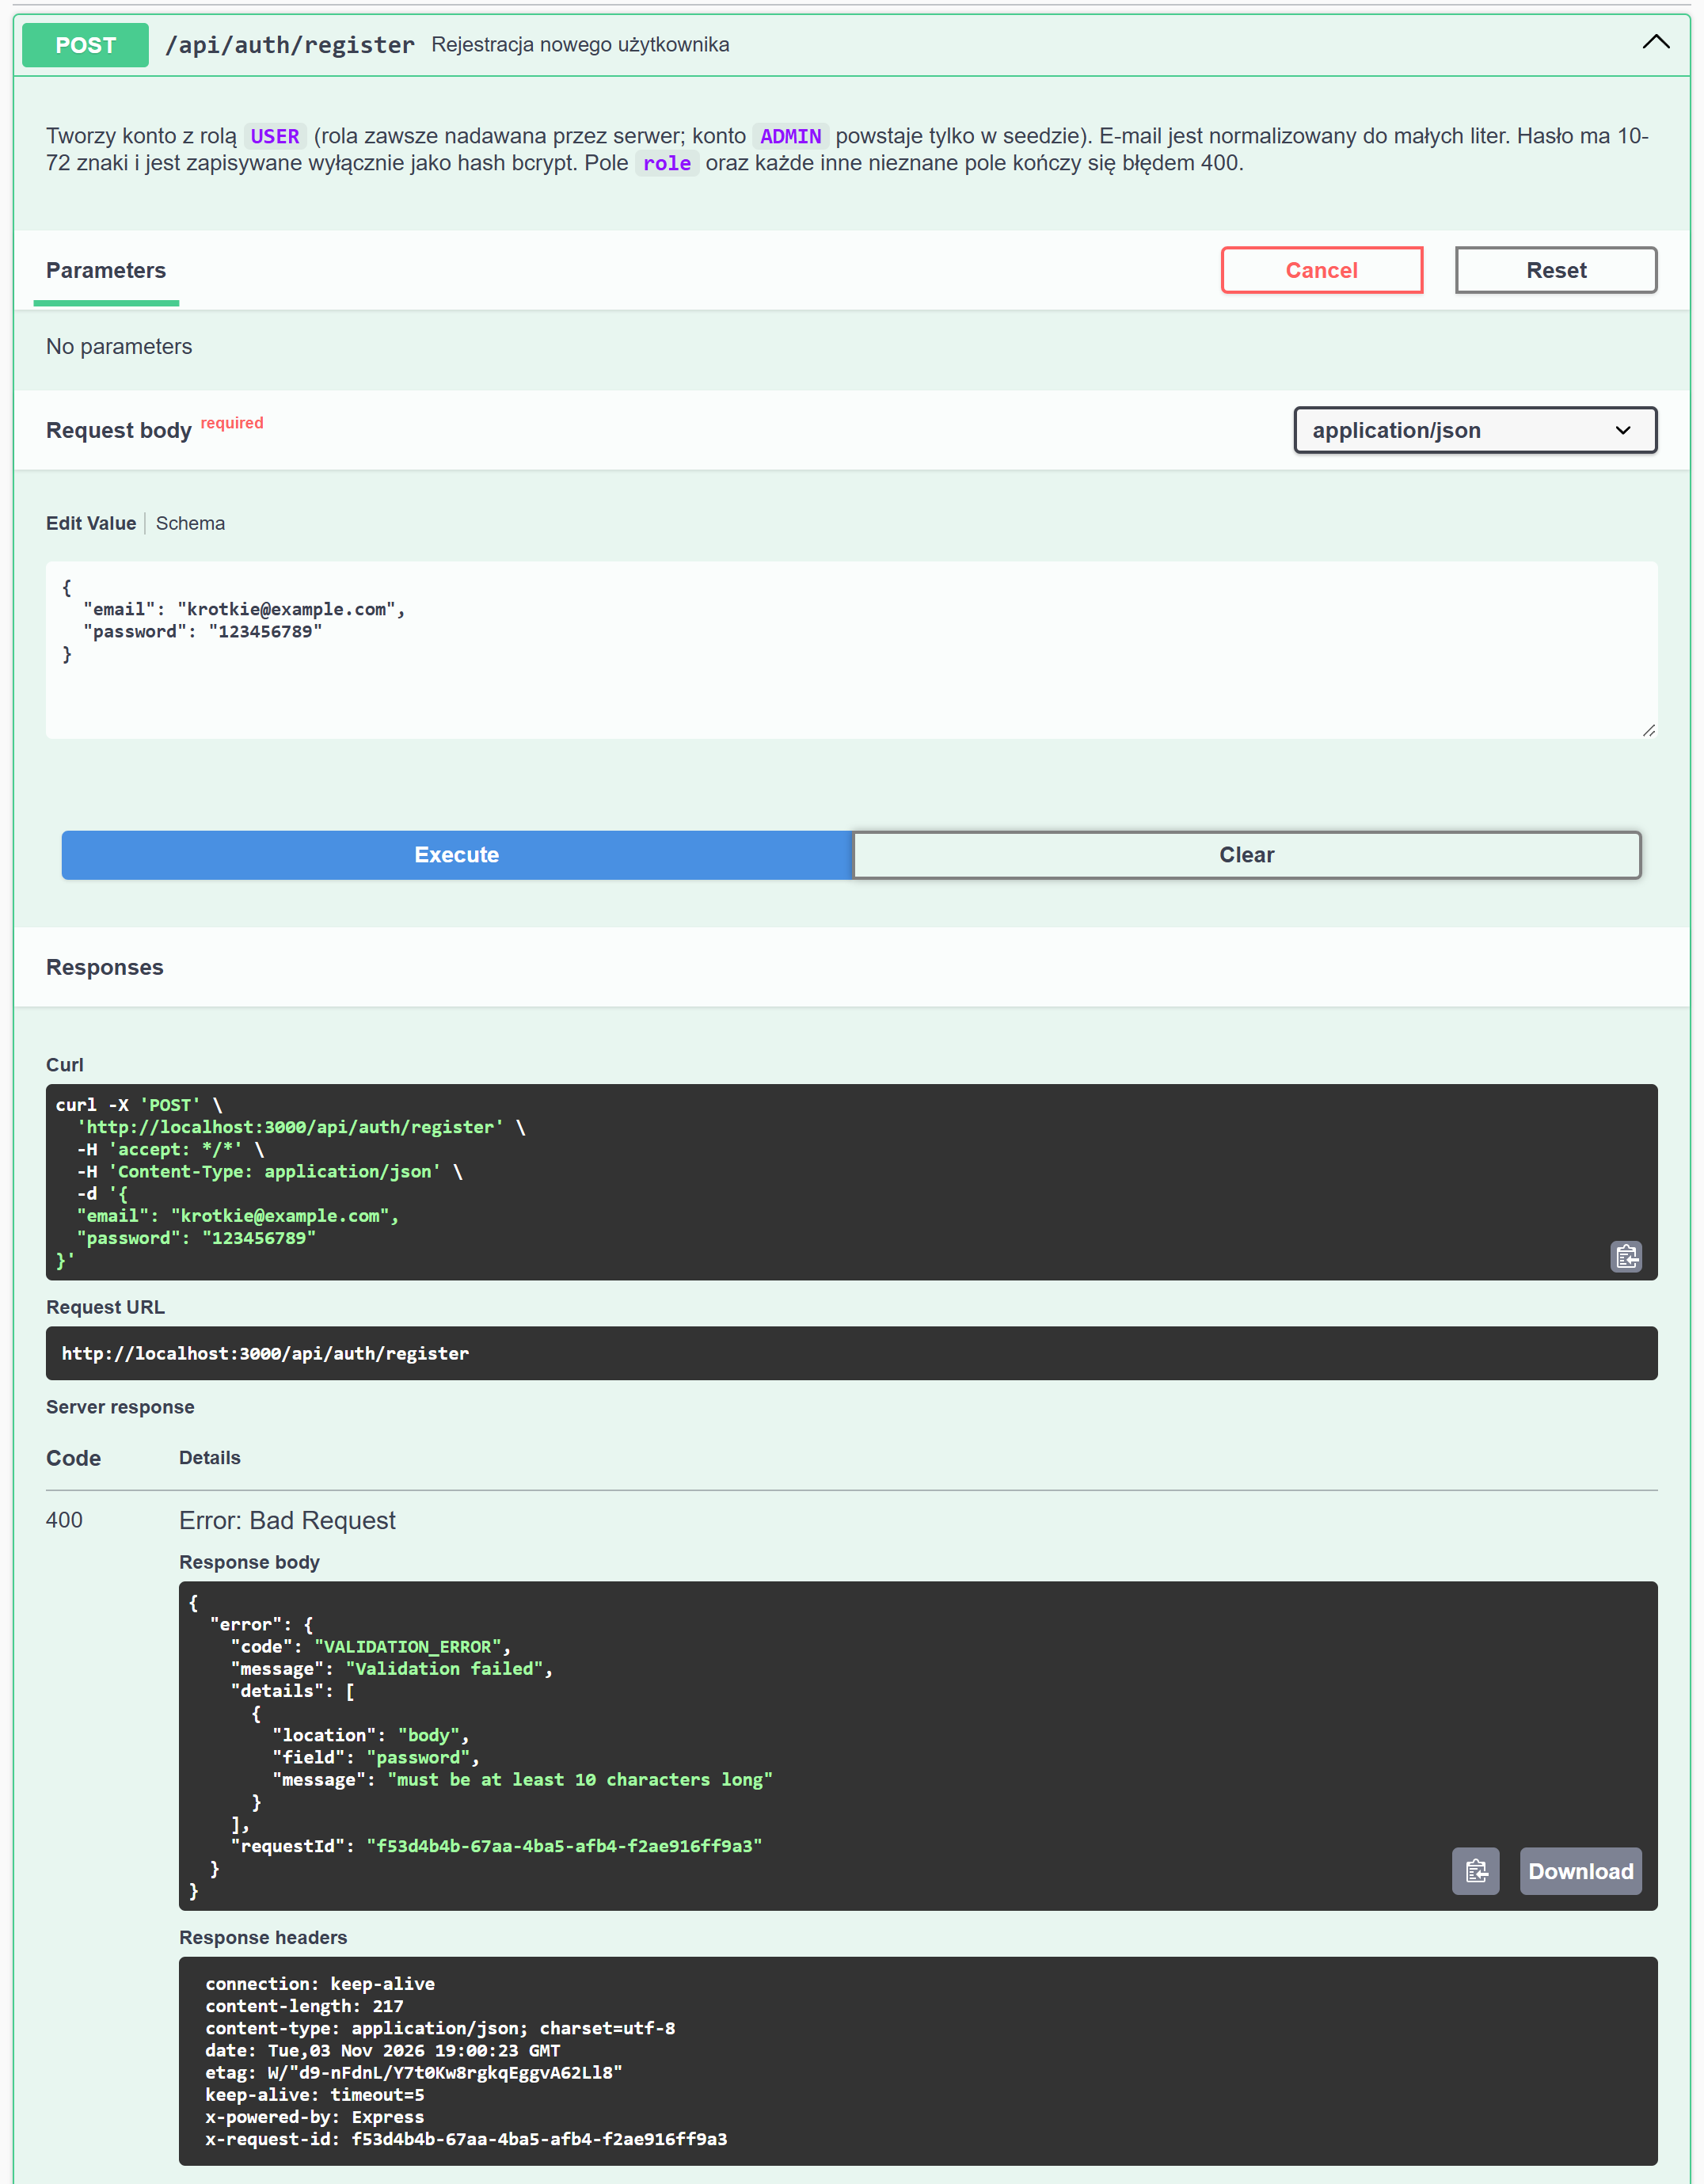 POST /api/auth/register Rejestracja nowego użytkownika
Tworzy konto z rolą USER (rola zawsze nadawana przez serwer; konto ADMIN powstaje tylko w seedzie). E-mail jest normalizowany do małych liter. Hasło ma 10-
72 znaki i jest zapisywane wyłącznie jako hash bcrypt. Pole role oraz każde inne nieznane pole kończy się błędem 400.
Parameters
Cancel
Reset
No parameters
Request body required
application/json
Edit Value
Schema
{
  "email": "krotkie@example.com",
  "password": "123456789"
}
Execute
Clear
Responses
Curl
curl -X 'POST' \
  'http://localhost:3000/api/auth/register' \
  -H 'accept: */*' \
  -H 'Content-Type: application/json' \
  -d '{
  "email": "krotkie@example.com",
  "password": "123456789"
}'
Request URL
http://localhost:3000/api/auth/register
Server response
Code
Details
400
Error: Bad Request
Response body
{
  "error": {
    "code": "VALIDATION_ERROR",
    "message": "Validation failed",
    "details": [
      {
        "location": "body",
        "field": "password",
        "message": "must be at least 10 characters long"
      }
    ],
    "requestId": "f53d4b4b-67aa-4ba5-afb4-f2ae916ff9a3"
  }
}
Download
Response headers
connection: keep-alive
content-length: 217
content-type: application/json; charset=utf-8
date: Tue,03 Nov 2026 19:00:23 GMT
etag: W/"d9-nFdnL/Y7t0Kw8rgkqEggvA62Ll8"
keep-alive: timeout=5
x-powered-by: Express
x-request-id: f53d4b4b-67aa-4ba5-afb4-f2ae916ff9a3